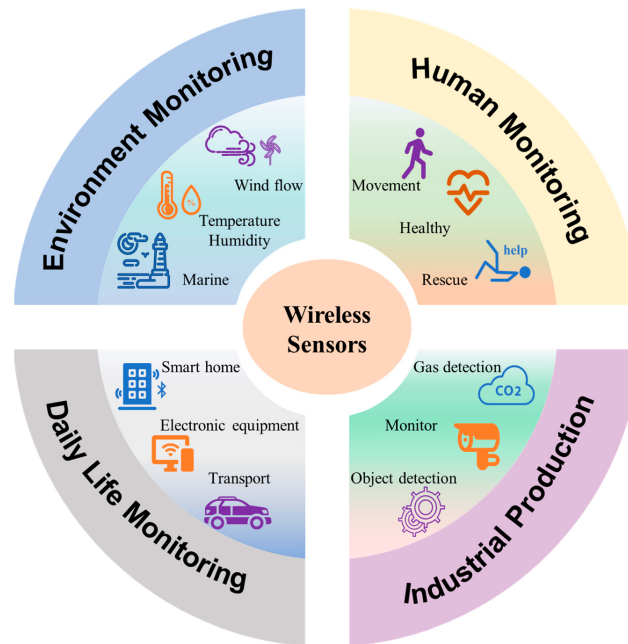 Environment Monitoring
Wind flow
Temperature
Humidity
%
Marine
Human Monitoring
Movement
Healthy
help
Rescue
Wireless
Sensors
Smart home
Electronic equipment
Transport
Daily Life Monitoring
Gas detection
CO2
Monitor
Object detection
Industrial Production